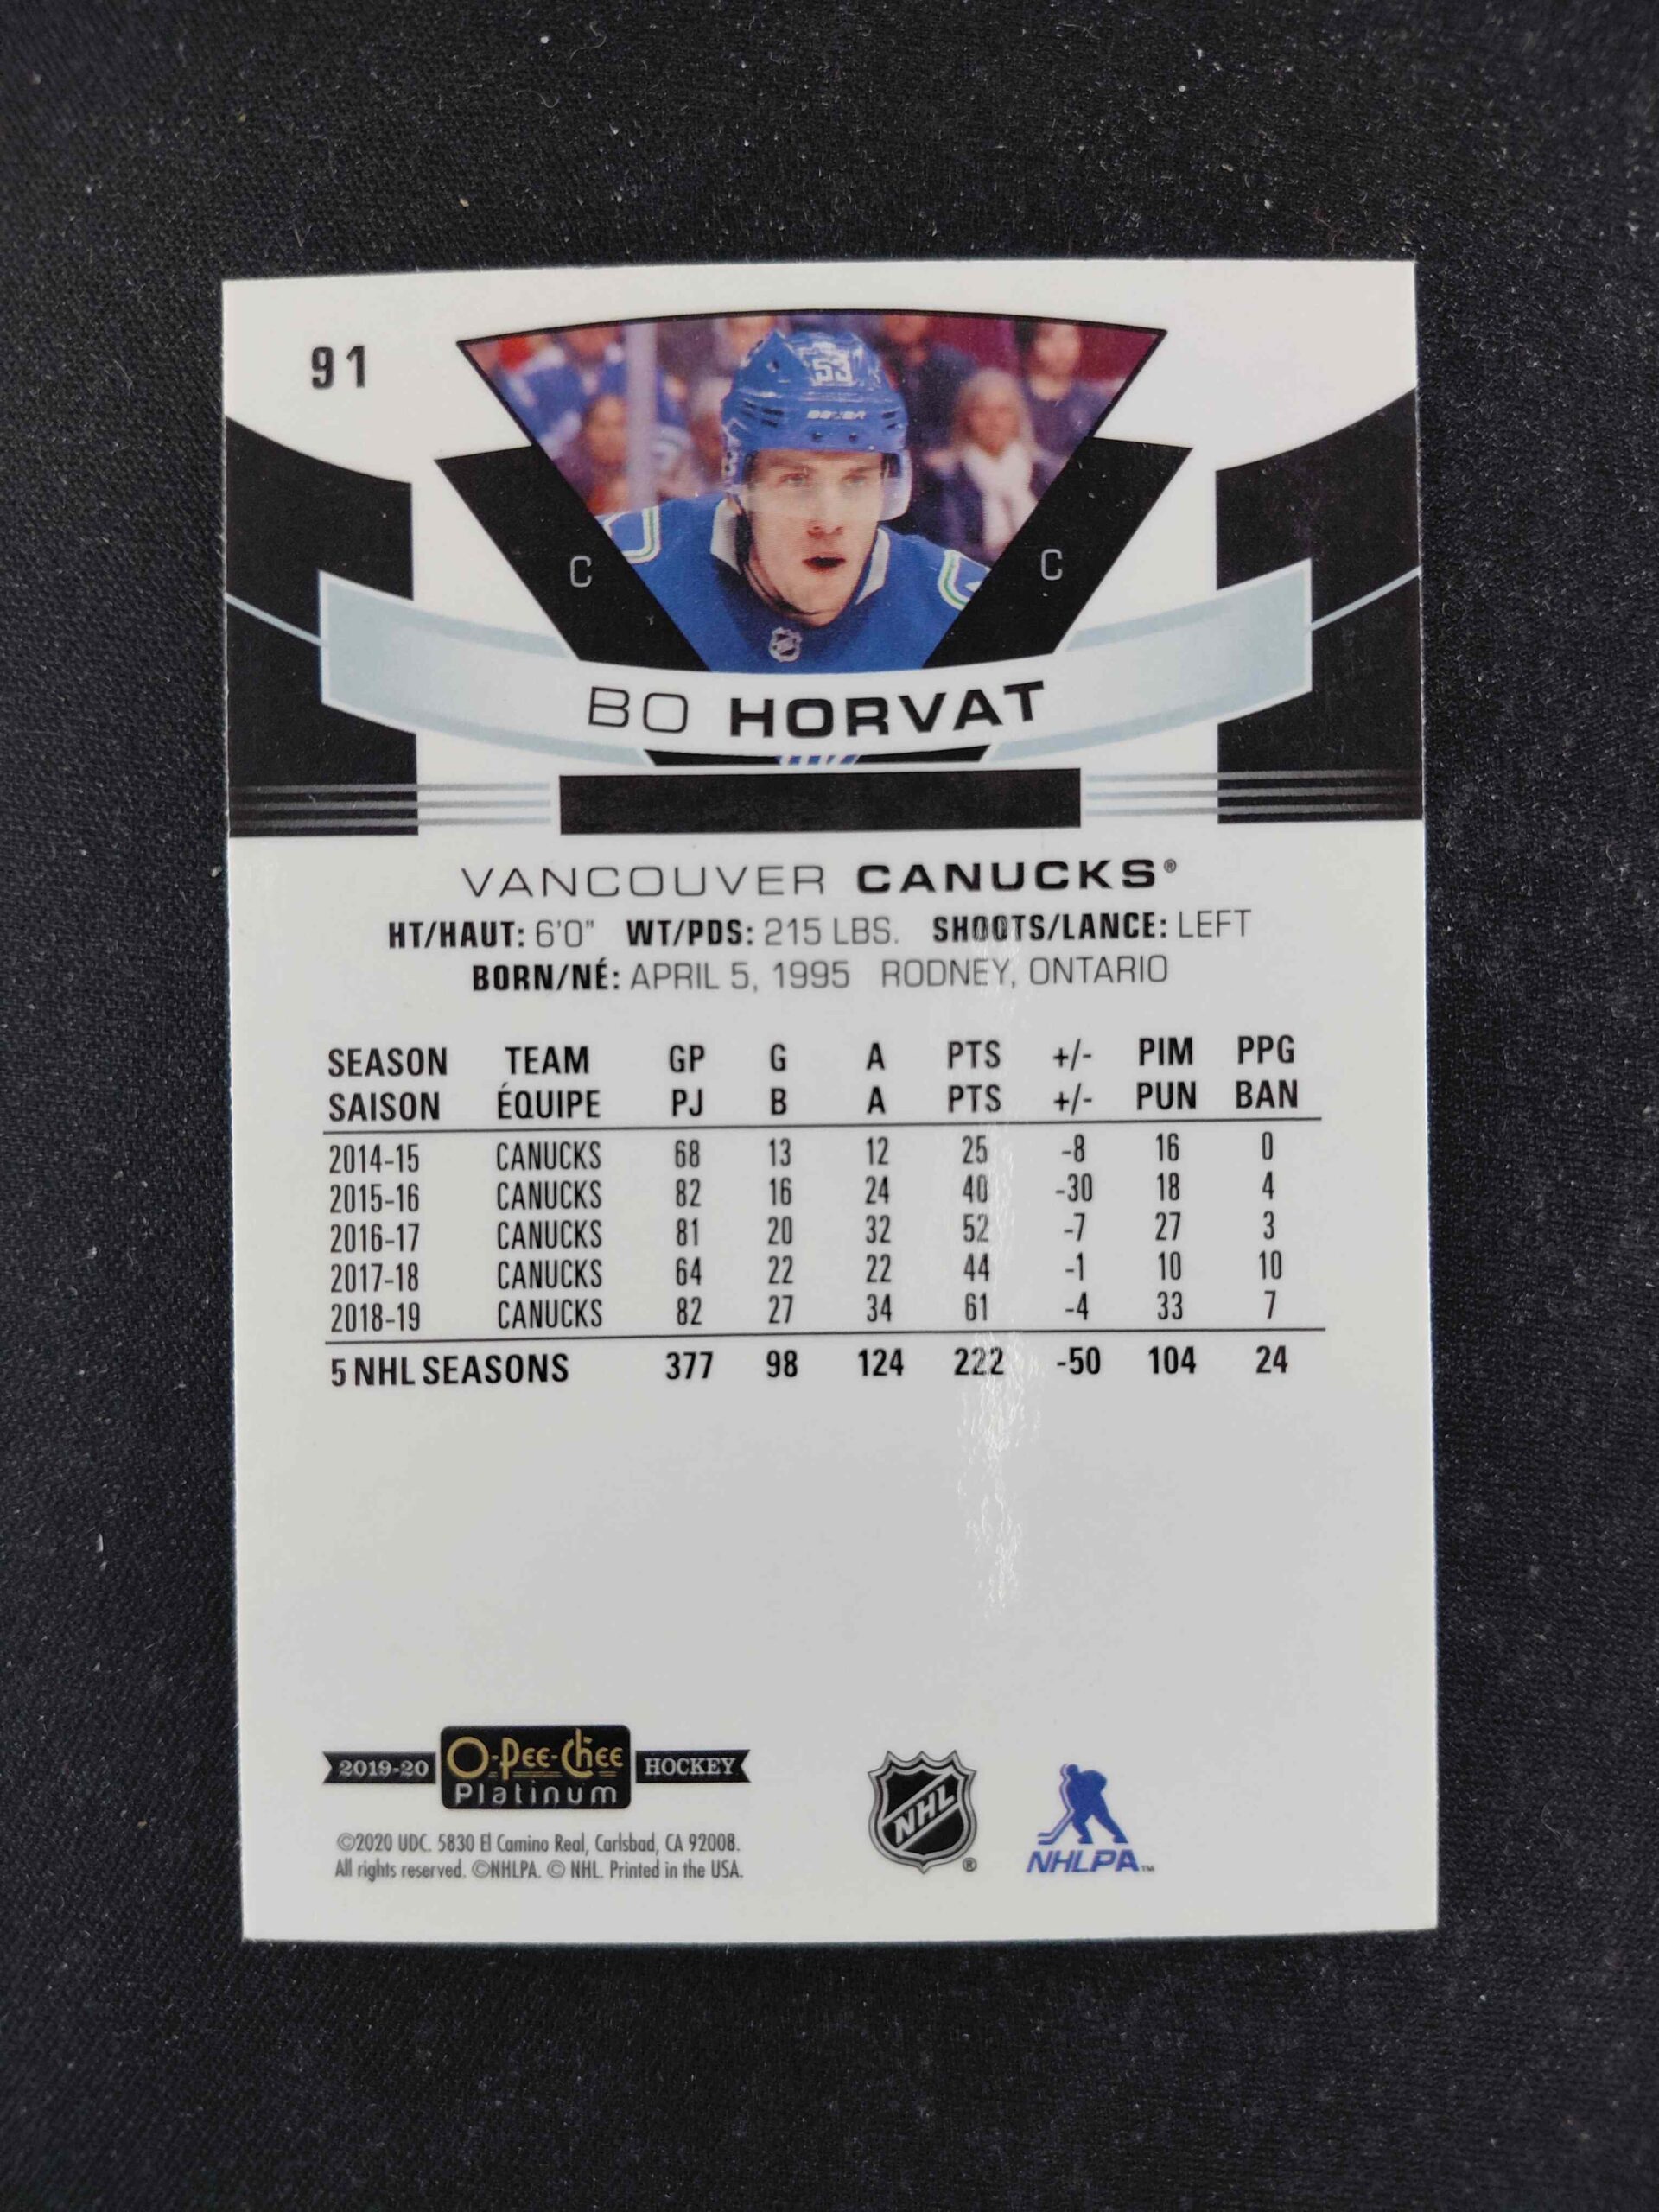 91
53
BAUER
C C
BO HORVAT
VANCOUVER CANUCKS®
HT/HAUT: 6'0" WT/PDS: 215 LBS. SHOOTS/LANCE: LEFT
BORN/NÉ: APRIL 5, 1995 RODNEY, ONTARIO
SEASON TEAM GP G A PTS +/- PIM PPG
SAISON ÉQUIPE PJ B A PTS +/- PUN BAN
2014-15 CANUCKS 68 13 12 25 -8 16 0
2015-16 CANUCKS 82 16 24 40 -30 18 4
2016-17 CANUCKS 81 20 32 52 -7 27 3
2017-18 CANUCKS 64 22 22 44 -1 10 10
2018-19 CANUCKS 82 27 34 61 -4 33 7
5 NHL SEASONS 377 98 124 222 -50 104 24
2019-20 O-Pee-Chee Platinum HOCKEY
©2020 UDC. 5830 El Camino Real, Carlsbad, CA 92008.
All rights reserved. ©NHLPA. © NHL. Printed in the USA.
NHL®
NHLPA™